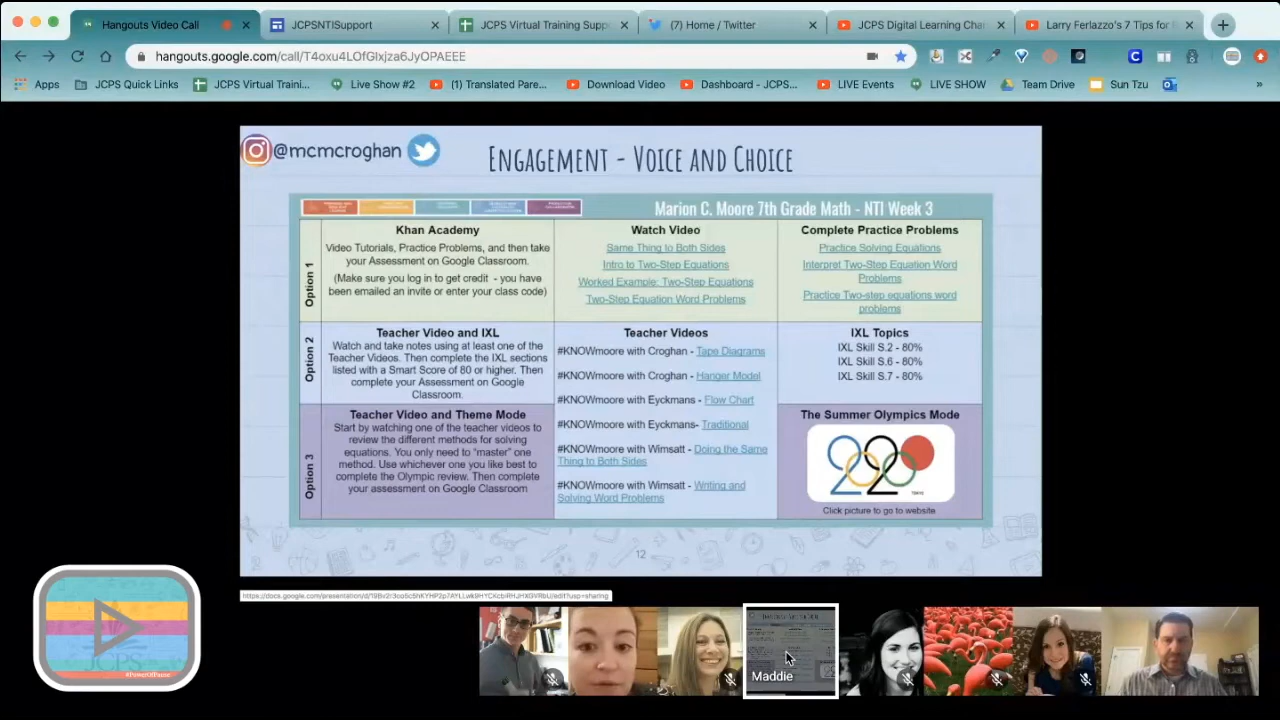 Hangouts Video Call
JCPSNTISupport
JCPS Virtual Training Supp
(7) Home / Twitter
JCPS Digital Learning Cha
Larry Ferlazzo's 7 Tips for
hangouts.google.com/call/T4oxu4LOfGIxjza6JyOPAEEE
Apps
JCPS Quick Links
JCPS Virtual Traini...
Live Show #2
(1) Translated Pare...
Download Video
Dashboard - JCPS...
LIVE Events
LIVE SHOW
Team Drive
Sun Tzu
»
@mcmcroghan
Engagement - Voice and Choice
Marion C. Moore 7th Grade Math - NTI Week 3
Option 1
Khan Academy
Video Tutorials, Practice Problems, and then take
your Assessment on Google Classroom.
(Make sure you log in to get credit - you have
been emailed an invite or enter your class code)
Watch Video
Same Thing to Both Sides
Intro to Two-Step Equations
Worked Example: Two-Step Equations
Two-Step Equation Word Problems
Complete Practice Problems
Practice Solving Equations
Interpret Two-Step Equation Word
Problems
Practice Two-step equations word
problems
Option 2
Teacher Video and IXL
Watch and take notes using at least one of the
Teacher Videos. Then complete the IXL sections
listed with a Smart Score of 80 or higher. Then
complete your Assessment on Google
Classroom.
Teacher Videos
#KNOWmoore with Croghan - Tape Diagrams
#KNOWmoore with Croghan - Hanger Model
#KNOWmoore with Eyckmans - Flow Chart
#KNOWmoore with Eyckmans- Traditional
#KNOWmoore with Wimsatt - Doing the Same
Thing to Both Sides
#KNOWmoore with Wimsatt - Writing and
Solving Word Problems
IXL Topics
IXL Skill S.2 - 80%
IXL Skill S.6 - 80%
IXL Skill S.7 - 80%
Option 3
Teacher Video and Theme Mode
Start by watching one of the teacher videos to
review the different methods for solving
equations. You only need to "master" one
method. Use whichever one you like best to
complete the Olympic review. Then complete
your assessment on Google Classroom
The Summer Olympics Mode
2020
Click picture to go to website
12
JCPS
Maddie